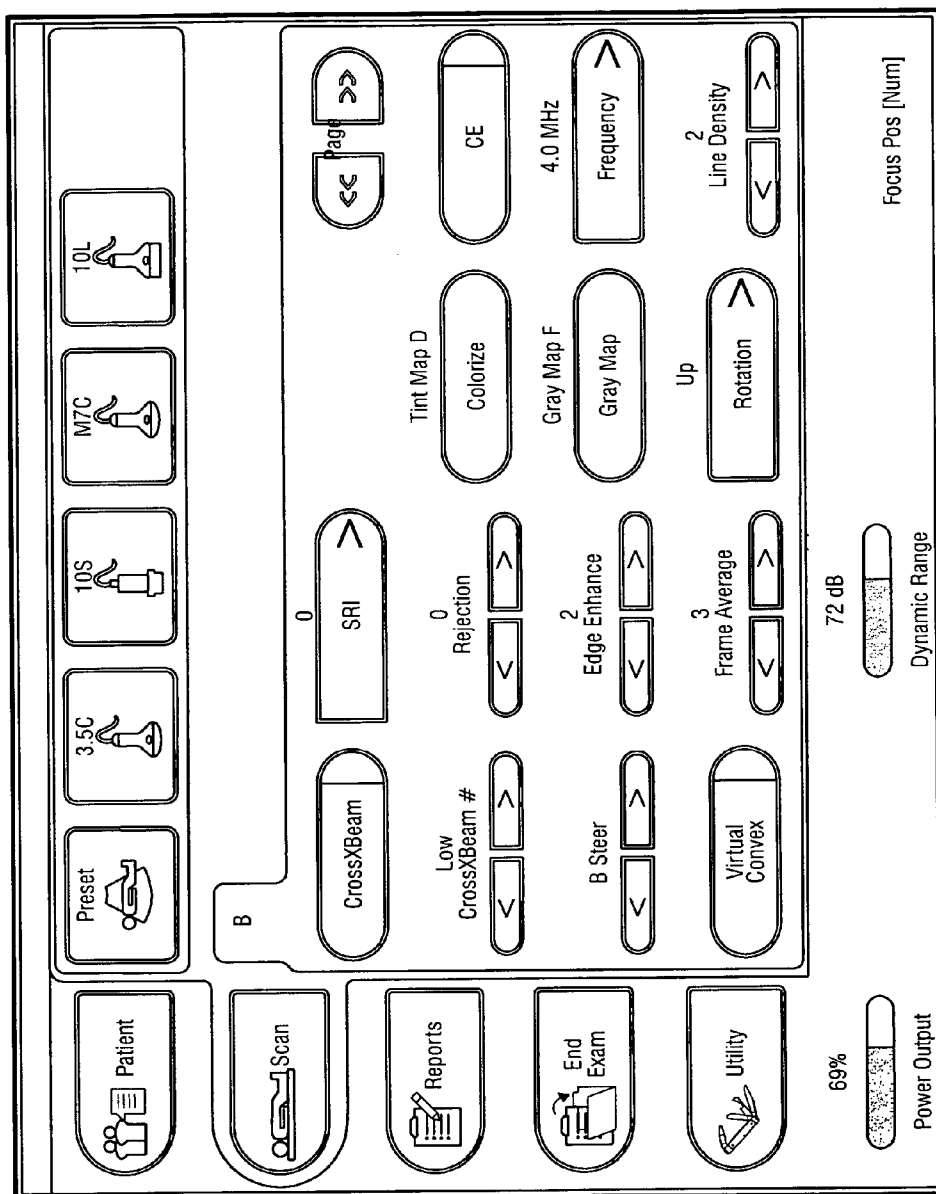 Patient
Scan
Reports
End
Exam
Utility
Preset
3.5C
10S
M7C
10L
B
CrossXBeam
0
SRI
Page
<< >>
Low
CrossXBeam #
< >
0
Rejection
< >
Tint Map D
Colorize
CE
B Steer
< >
2
Edge Enhance
< >
Gray Map F
Gray Map
4.0 MHz
Frequency >
Virtual
Convex
3
Frame Average
< >
Up
Rotation >
2
Line Density
< >
69%
Power Output
72 dB
Dynamic Range
Focus Pos [Num]